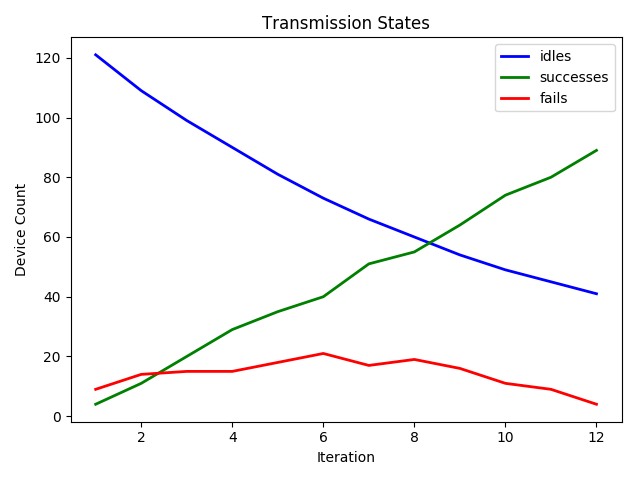 Transmission States
idles
successes
fails
Device Count
120
100
80
60
40
20
0
2 4 6 8 10 12
Iteration